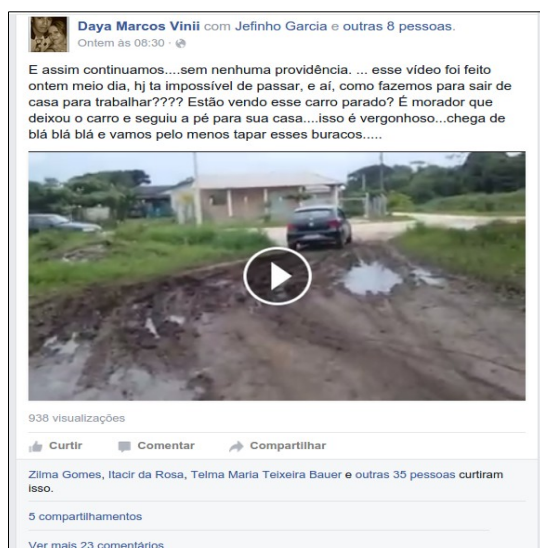 Daya Marcos Vinii com Jefinho Garcia e outras 8 pessoas.
Ontem às 08:30 ·
E assim continuamos....sem nenhuma providência. ... esse vídeo foi feito
ontem meio dia, hj ta impossível de passar, e aí, como fazemos para sair de
casa para trabalhar???? Estão vendo esse carro parado? É morador que
deixou o carro e seguiu a pé para sua casa....isso é vergonhoso...chega de
blá blá blá e vamos pelo menos tapar esses buracos.....
938 visualizações
Curtir Comentar Compartilhar
Zilma Gomes, Itacir da Rosa, Telma Maria Teixeira Bauer e outras 35 pessoas curtiram
isso.
5 compartilhamentos
Ver mais 23 comentários